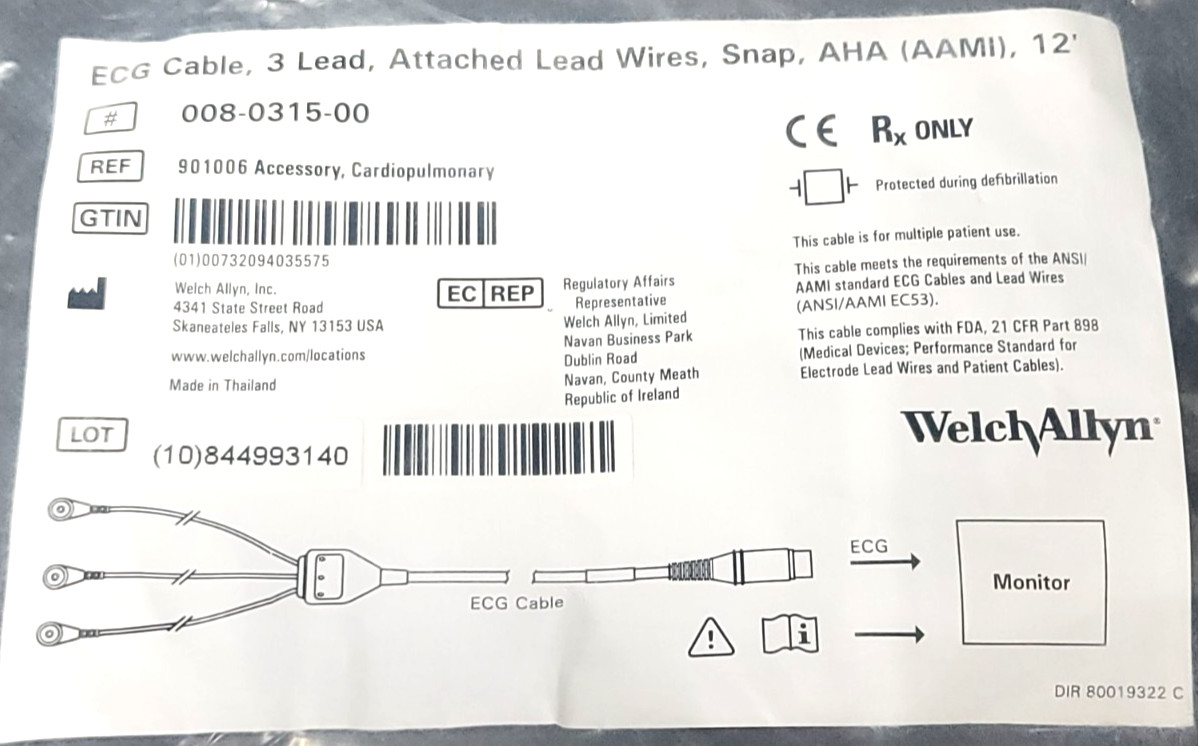 ECG Cable, 3 Lead, Attached Lead Wires, Snap, AHA (AAMI), 12'
# 008-0315-00
REF 901006 Accessory, Cardiopulmonary
GTIN
(01)00732094035575
Welch Allyn, Inc.
4341 State Street Road
Skaneateles Falls, NY 13153 USA
www.welchallyn.com/locations
Made in Thailand
EC REP
Regulatory Affairs
Representative
Welch Allyn, Limited
Navan Business Park
Dublin Road
Navan, County Meath
Republic of Ireland
CE Rx ONLY
Protected during defibrillation
This cable is for multiple patient use.
This cable meets the requirements of the ANSI/
AAMI standard ECG Cables and Lead Wires
(ANSI/AAMI EC53).
This cable complies with FDA, 21 CFR Part 898
(Medical Devices; Performance Standard for
Electrode Lead Wires and Patient Cables).
WelchAllyn®
LOT (10)844993140
ECG Cable
ECG
Monitor
DIR 80019322 C